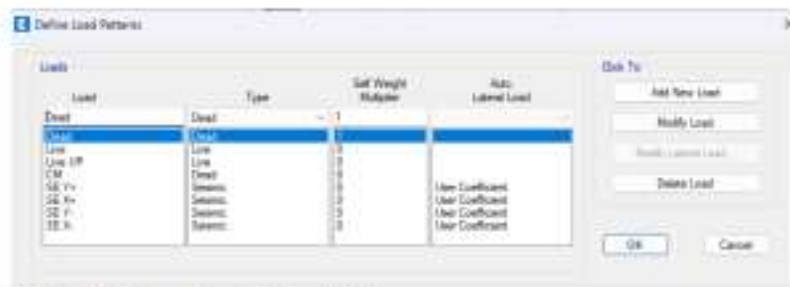 Define Load Patterns
Loads
Click To
Load
Type
Self Weight Multiplier
Auto Lateral Load
Dead Dead 1
Dead Dead 1
Live Live 0
Live UP Live 0
CM Dead 0
SE Y+ Seismic 0 User Coefficient
SE X+ Seismic 0 User Coefficient
SE Y- Seismic 0 User Coefficient
SE X- Seismic 0 User Coefficient
Add New Load
Modify Load
Modify Lateral Load
Delete Load
OK
Cancel